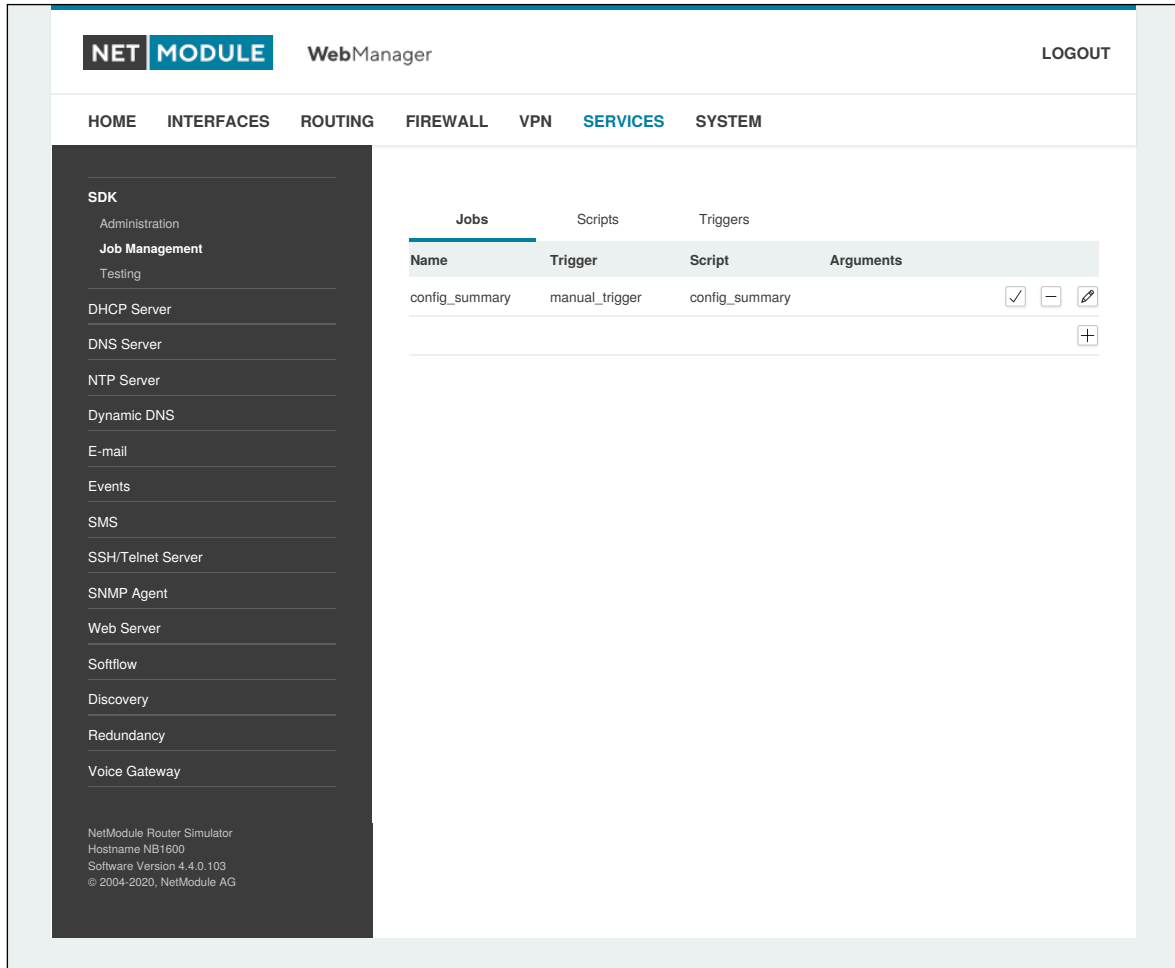 NET MODULE WebManager LOGOUT
HOME INTERFACES ROUTING FIREWALL VPN SERVICES SYSTEM
SDK
Administration
Job Management
Testing
DHCP Server
DNS Server
NTP Server
Dynamic DNS
E-mail
Events
SMS
SSH/Telnet Server
SNMP Agent
Web Server
Softflow
Discovery
Redundancy
Voice Gateway
NetModule Router Simulator
Hostname NB1600
Software Version 4.4.0.103
© 2004-2020, NetModule AG
Jobs Scripts Triggers
Name Trigger Script Arguments
config_summary manual_trigger config_summary